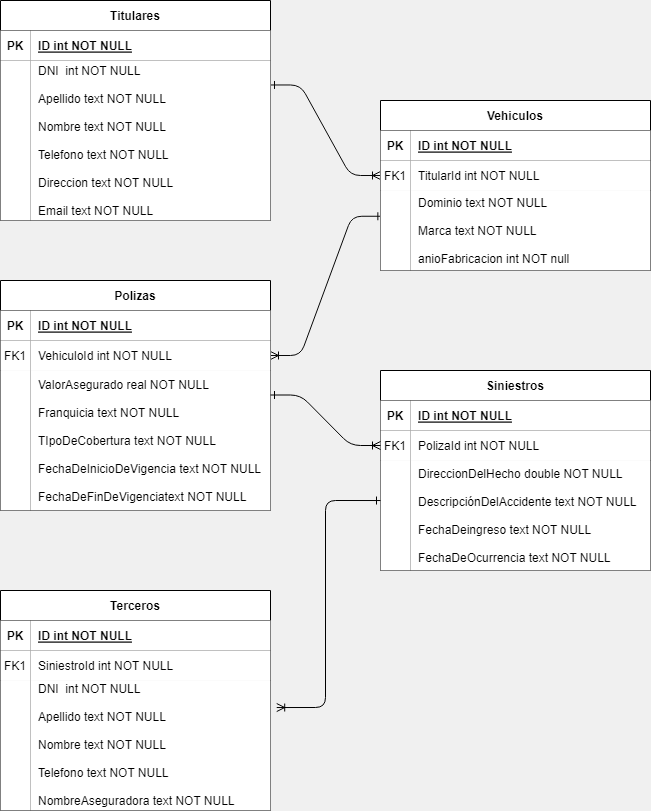 Titulares
PK ID int NOT NULL
DNI  int NOT NULL
Apellido text NOT NULL
Nombre text NOT NULL
Telefono text NOT NULL
Direccion text NOT NULL
Email text NOT NULL
Vehiculos
PK ID int NOT NULL
FK1 TitularId int NOT NULL
Dominio text NOT NULL
Marca text NOT NULL
anioFabricacion int NOT null
Polizas
PK ID int NOT NULL
FK1 VehiculoId int NOT NULL
ValorAsegurado real NOT NULL
Franquicia text NOT NULL
TIpoDeCobertura text NOT NULL
FechaDeInicioDeVigencia text NOT NULL
FechaDeFinDeVigenciatext NOT NULL
Siniestros
PK ID int NOT NULL
FK1 PolizaId int NOT NULL
DireccionDelHecho double NOT NULL
DescripciónDelAccidente text NOT NULL
FechaDeingreso text NOT NULL
FechaDeOcurrencia text NOT NULL
Terceros
PK ID int NOT NULL
FK1 SiniestroId int NOT NULL
DNI  int NOT NULL
Apellido text NOT NULL
Nombre text NOT NULL
Telefono text NOT NULL
NombreAseguradora text NOT NULL